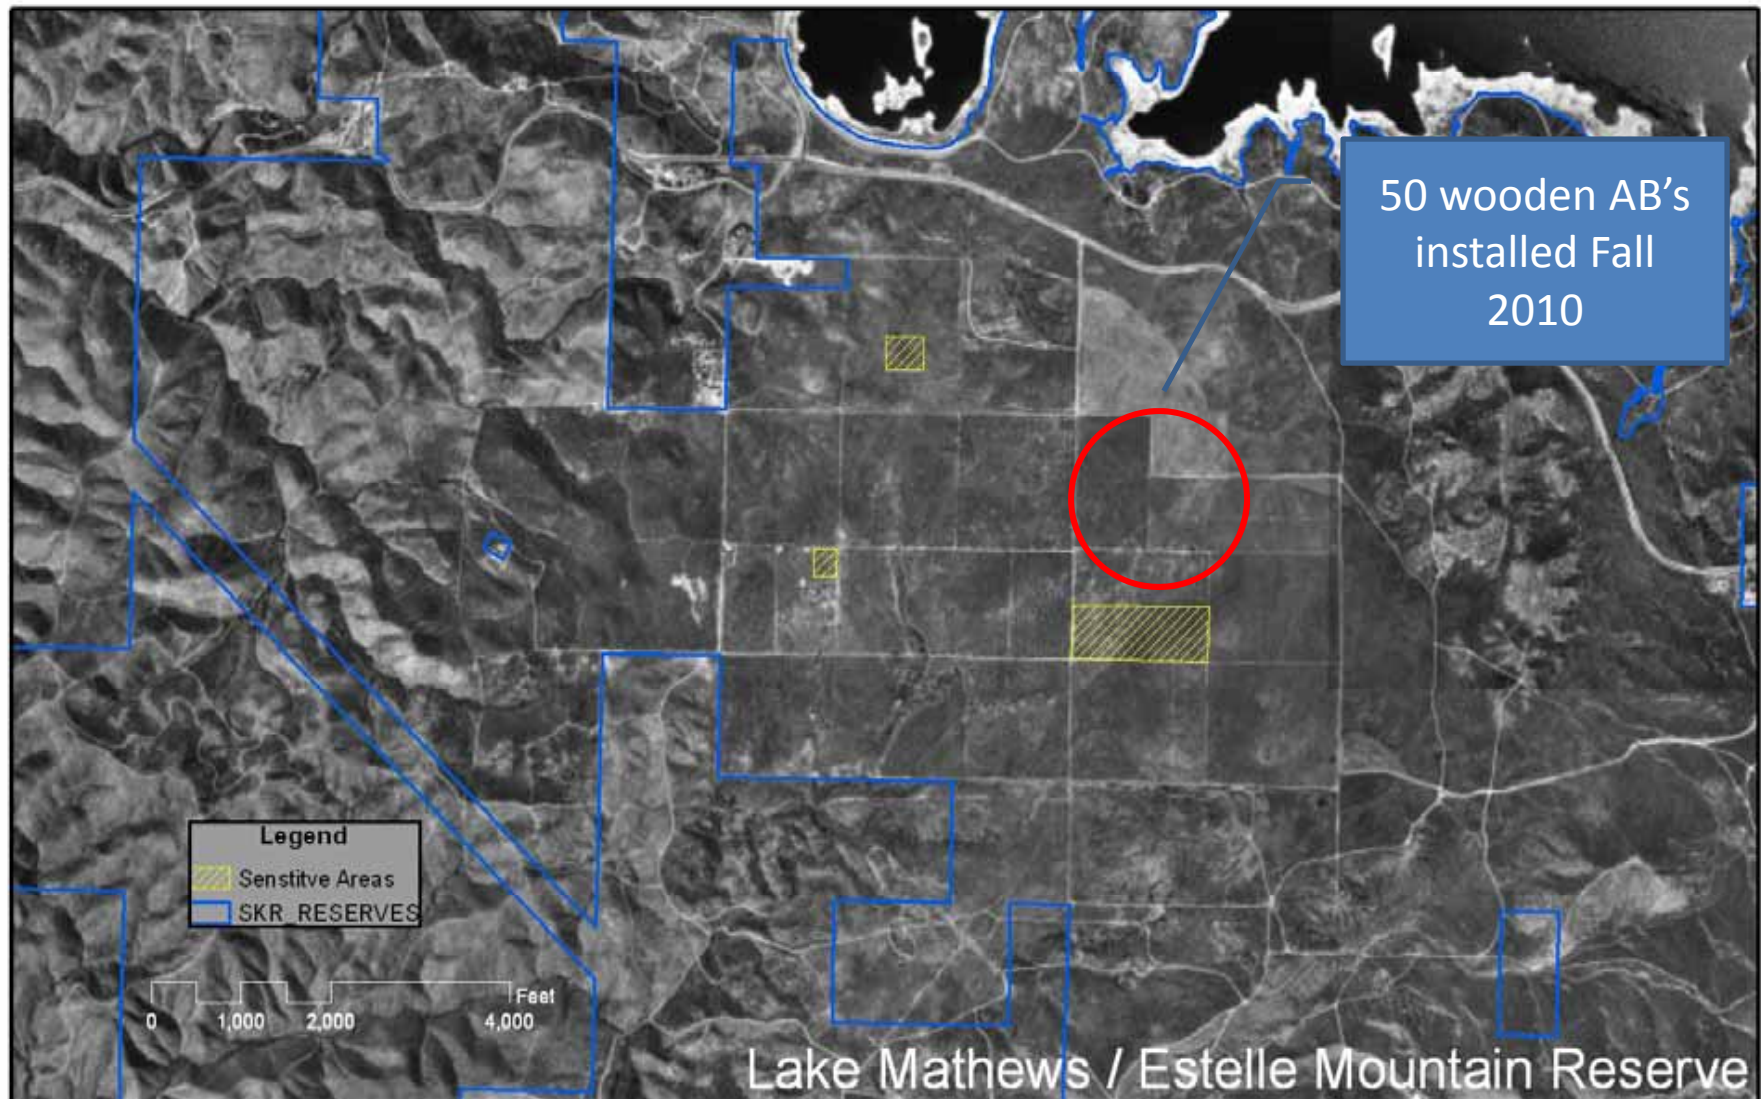 50 wooden AB’s
installed Fall
2010
Legend
Senstitve Areas
SKR_RESERVES
Feet
0 1,000 2,000 4,000
Lake Mathews / Estelle Mountain Reserve